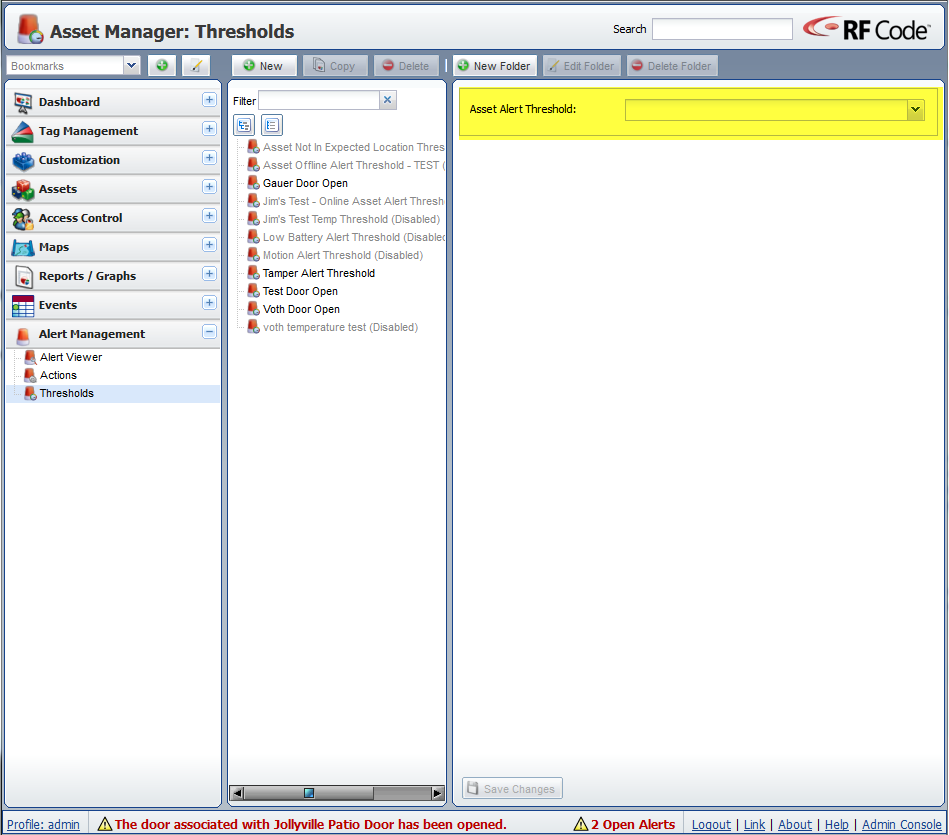 Asset Manager: Thresholds
Search
RF Code™
Bookmarks
New
Copy
Delete
New Folder
Edit Folder
Delete Folder
Dashboard
Tag Management
Customization
Assets
Access Control
Maps
Reports / Graphs
Events
Alert Management
Alert Viewer
Actions
Thresholds
Filter
Asset Not In Expected Location Thres
Asset Offline Alert Threshold - TEST (
Gauer Door Open
Jim's Test - Online Asset Alert Thresh
Jim's Test Temp Threshold (Disabled)
Low Battery Alert Threshold (Disabled
Motion Alert Threshold (Disabled)
Tamper Alert Threshold
Test Door Open
Voth Door Open
voth temperature test (Disabled)
Asset Alert Threshold:
Save Changes
Profile: admin
The door associated with Jollyville Patio Door has been opened.
2 Open Alerts
Logout | Link | About | Help | Admin Console